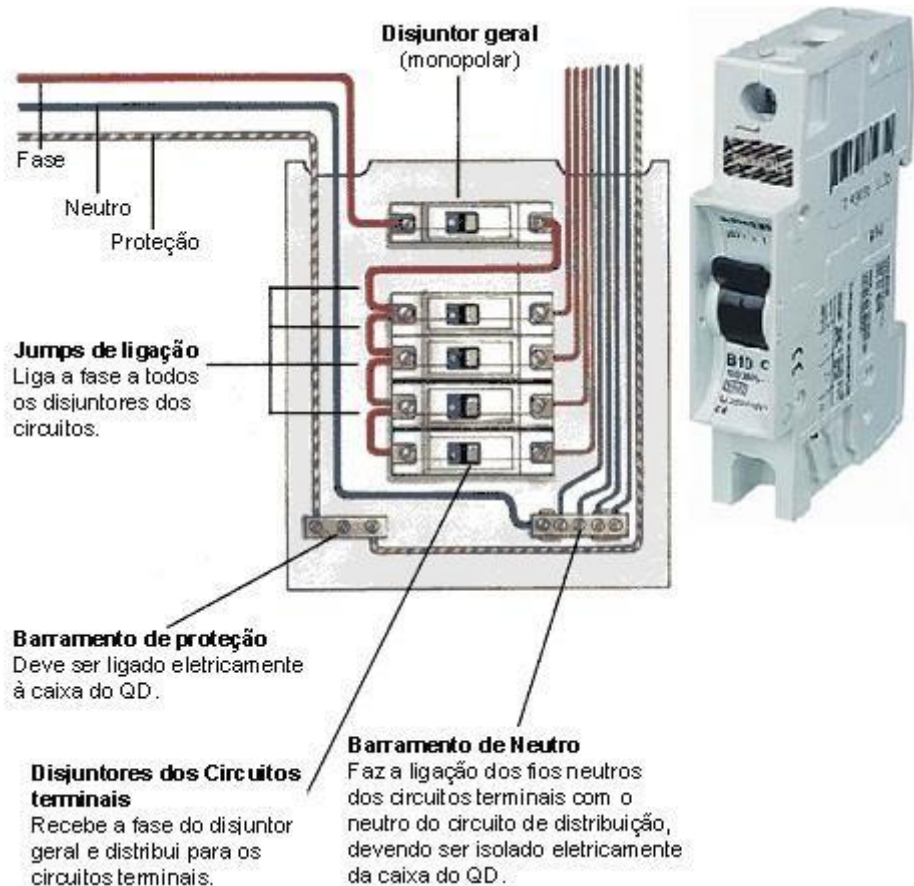 Disjuntor geral
(monopolar)
Fase
Neutro
Proteção
Jumps de ligação
Liga a fase a todos
os disjuntores dos
circuitos.
B10 C
Barramento de proteção
Deve ser ligado eletricamente
à caixa do QD.
Disjuntores dos Circuitos
terminais
Recebe a fase do disjuntor
geral e distribui para os
circuitos terminais.
Barramento de Neutro
Faz a ligação dos fios neutros
dos circuitos terminais com o
neutro do circuito de distribuição,
devendo ser isolado eletricamente
da caixa do QD.